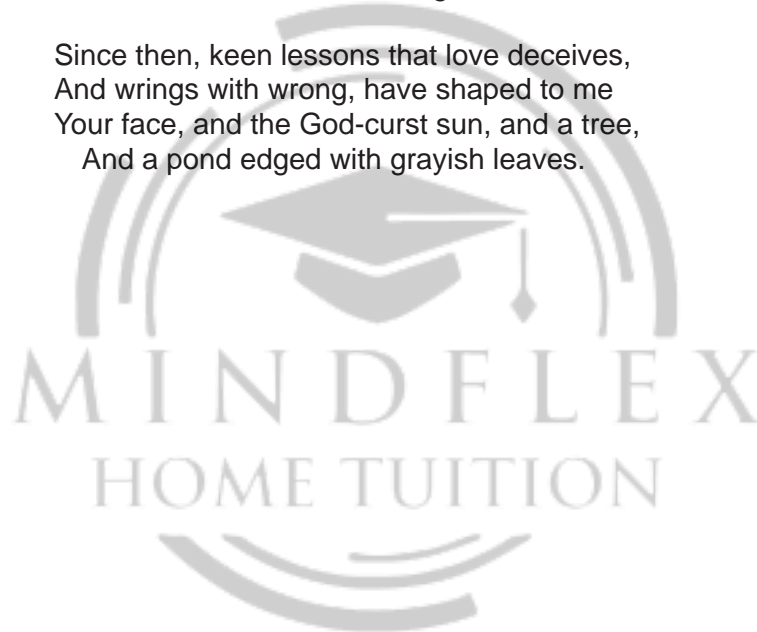 Since then, keen lessons that love deceives,
And wrings with wrong, have shaped to me
Your face, and the God-curst sun, and a tree,
And a pond edged with grayish leaves.
MINDFLEX
HOME TUITION